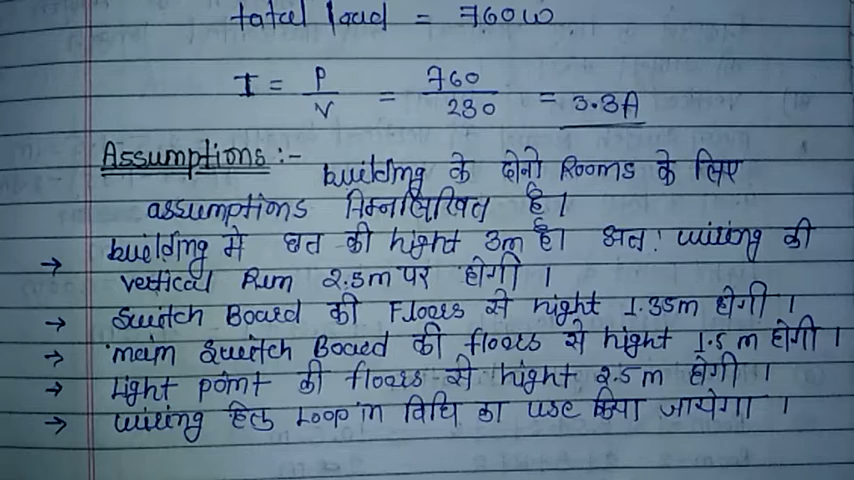 total load = 760w
I = P/V = 760/230 = 3.3A
Assumptions :-
building के दोनो Rooms के लिए
assumptions निम्नलिखित है।
→ building मे छत की hight 3m है। अतः wiring की
vertical Run 2.5m पर होगी ।
→ Switch Board की Floors से hight 1.35m होगी ।
→ main Switch Board की floors से hight 1.5m होगी ।
→ Light point की floors से hight 2.5m होगी ।
→ wiring हेतु Loop in विधि का use किया जायेगा ।